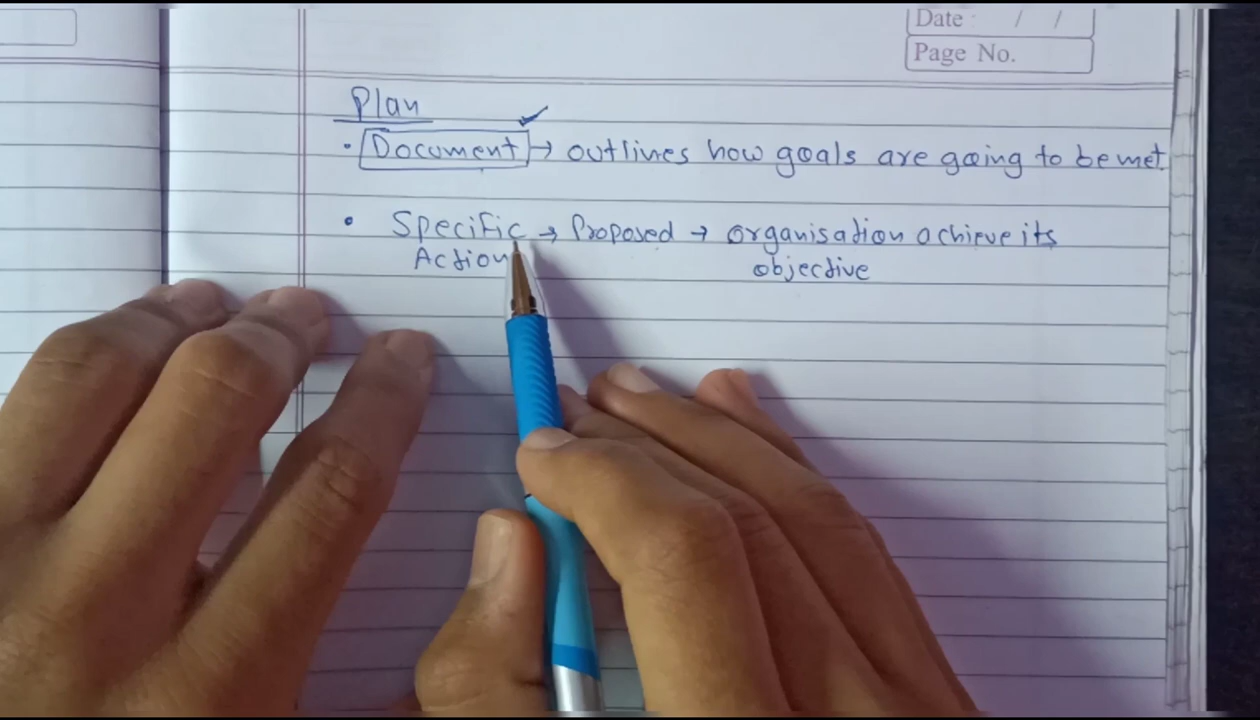 Date : / /
Page No.
Plan
• Document → outlines how goals are going to be met.
• Specific → Proposed → organisation achieve its
Action objective